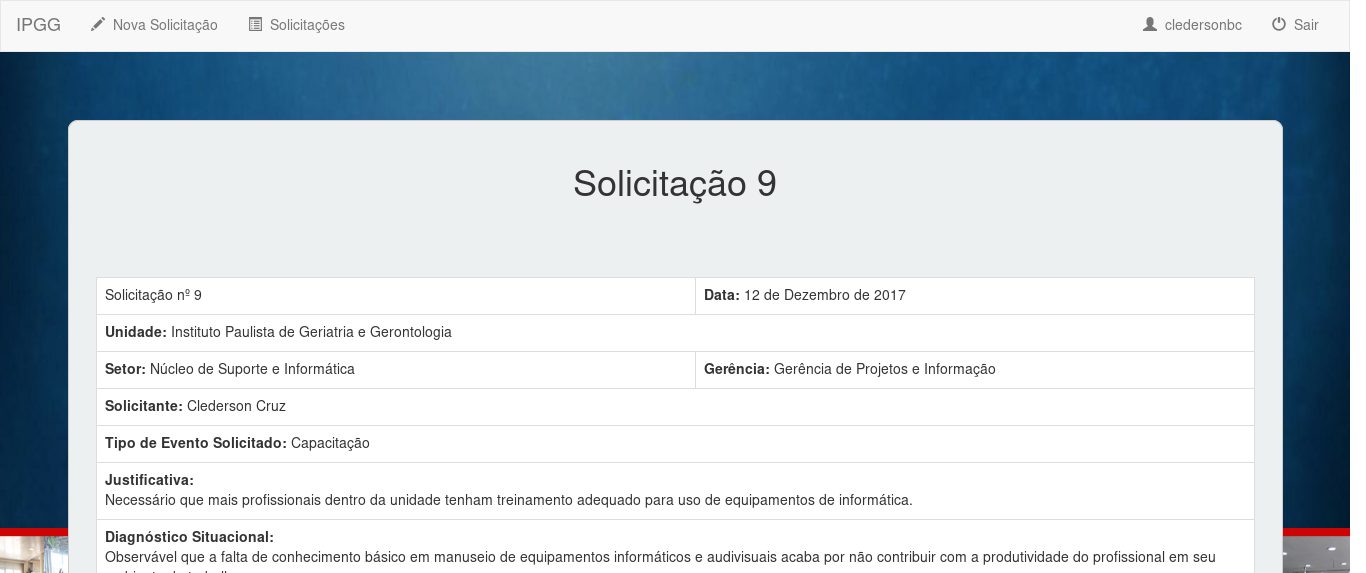 IPGG Nova Solicitação Solicitações cledersonbc Sair
Solicitação 9
Solicitação nº 9 Data: 12 de Dezembro de 2017
Unidade: Instituto Paulista de Geriatria e Gerontologia
Setor: Núcleo de Suporte e Informática Gerência: Gerência de Projetos e Informação
Solicitante: Clederson Cruz
Tipo de Evento Solicitado: Capacitação
Justificativa:
Necessário que mais profissionais dentro da unidade tenham treinamento adequado para uso de equipamentos de informática.
Diagnóstico Situacional:
Observável que a falta de conhecimento básico em manuseio de equipamentos informáticos e audivisuais acaba por não contribuir com a produtividade do profissional em seu